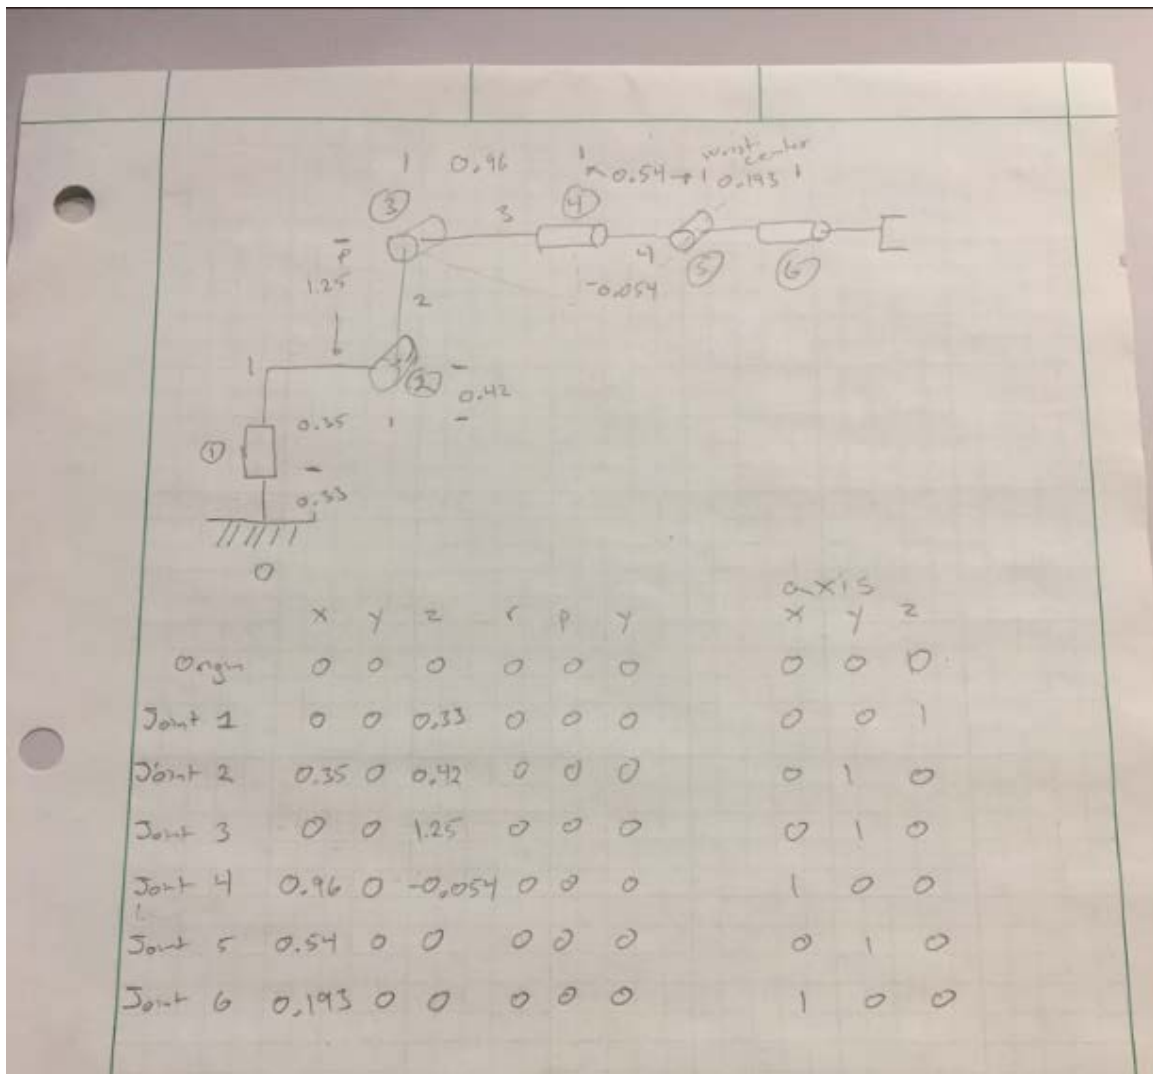 1 0.96 0.54 wrist center 0.193
3 3 4
P 4 5 6
1.25 2 -0.054
1 2 0.42
0.35
1
0.33
0
axis
x y z r p y x y z
Origin 0 0 0 0 0 0 0 0 0
Joint 1 0 0 0.33 0 0 0 0 0 1
Joint 2 0.35 0 0.42 0 0 0 0 1 0
Joint 3 0 0 1.25 0 0 0 0 1 0
Joint 4 0.96 0 -0.054 0 0 0 1 0 0
Joint 5 0.54 0 0 0 0 0 0 1 0
Joint 6 0.193 0 0 0 0 0 1 0 0